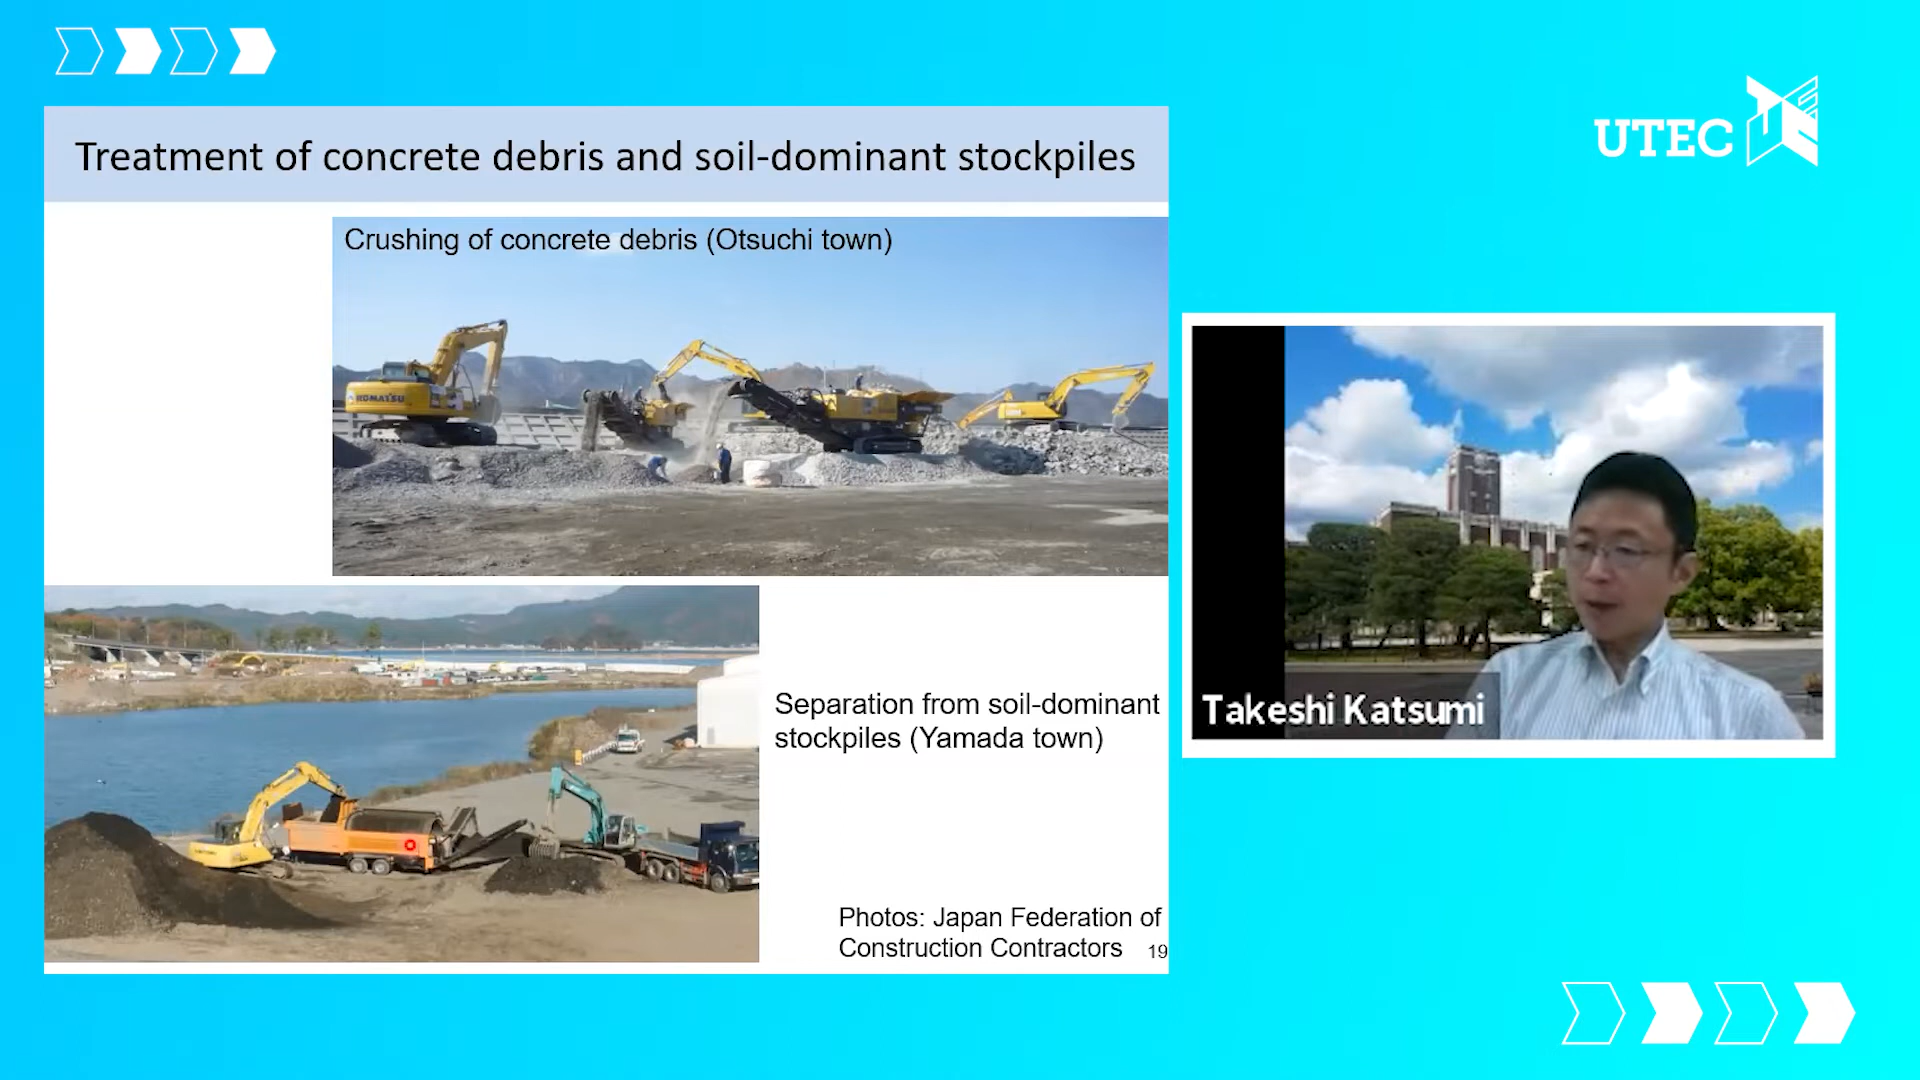 UTEC
Treatment of concrete debris and soil-dominant stockpiles
Crushing of concrete debris (Otsuchi town)
KOMATSU
Separation from soil-dominant
stockpiles (Yamada town)
Photos: Japan Federation of
Construction Contractors
19
Takeshi Katsumi